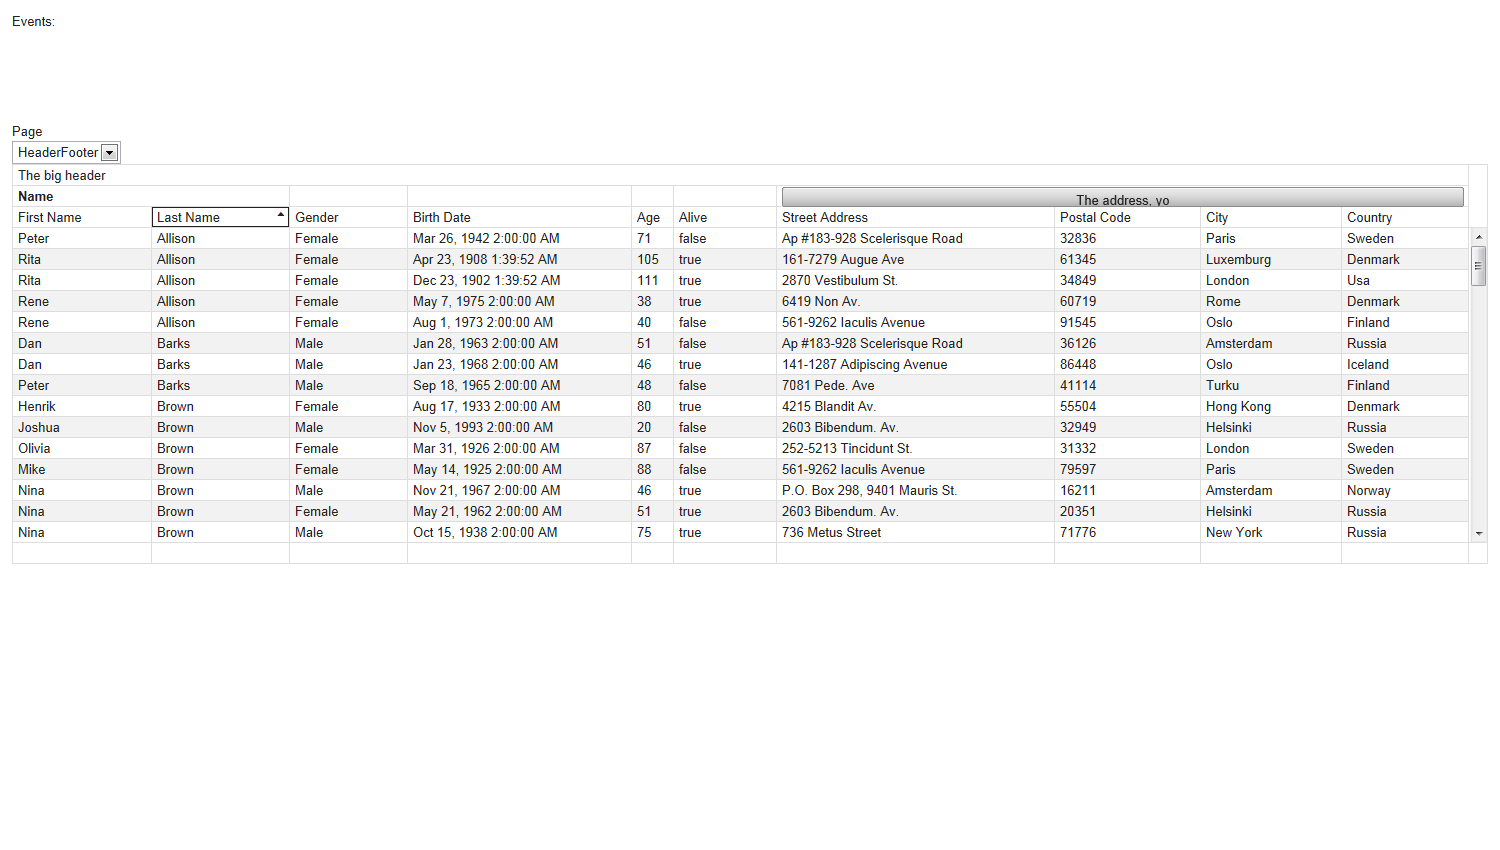 Events:
Page
HeaderFooter
The big header
Name The address, yo
First Name Last Name Gender Birth Date Age Alive Street Address Postal Code City Country
Peter Allison Female Mar 26, 1942 2:00:00 AM 71 false Ap #183-928 Scelerisque Road 32836 Paris Sweden
Rita Allison Female Apr 23, 1908 1:39:52 AM 105 true 161-7279 Augue Ave 61345 Luxemburg Denmark
Rita Allison Female Dec 23, 1902 1:39:52 AM 111 true 2870 Vestibulum St. 34849 London Usa
Rene Allison Female May 7, 1975 2:00:00 AM 38 true 6419 Non Av. 60719 Rome Denmark
Rene Allison Female Aug 1, 1973 2:00:00 AM 40 false 561-9262 Iaculis Avenue 91545 Oslo Finland
Dan Barks Male Jan 28, 1963 2:00:00 AM 51 false Ap #183-928 Scelerisque Road 36126 Amsterdam Russia
Dan Barks Male Jan 23, 1968 2:00:00 AM 46 true 141-1287 Adipiscing Avenue 86448 Oslo Iceland
Peter Barks Male Sep 18, 1965 2:00:00 AM 48 false 7081 Pede. Ave 41114 Turku Finland
Henrik Brown Female Aug 17, 1933 2:00:00 AM 80 true 4215 Blandit Av. 55504 Hong Kong Denmark
Joshua Brown Male Nov 5, 1993 2:00:00 AM 20 false 2603 Bibendum. Av. 32949 Helsinki Russia
Olivia Brown Female Mar 31, 1926 2:00:00 AM 87 false 252-5213 Tincidunt St. 31332 London Sweden
Mike Brown Female May 14, 1925 2:00:00 AM 88 false 561-9262 Iaculis Avenue 79597 Paris Sweden
Nina Brown Male Nov 21, 1967 2:00:00 AM 46 true P.O. Box 298, 9401 Mauris St. 16211 Amsterdam Norway
Nina Brown Female May 21, 1962 2:00:00 AM 51 true 2603 Bibendum. Av. 20351 Helsinki Russia
Nina Brown Male Oct 15, 1938 2:00:00 AM 75 true 736 Metus Street 71776 New York Russia